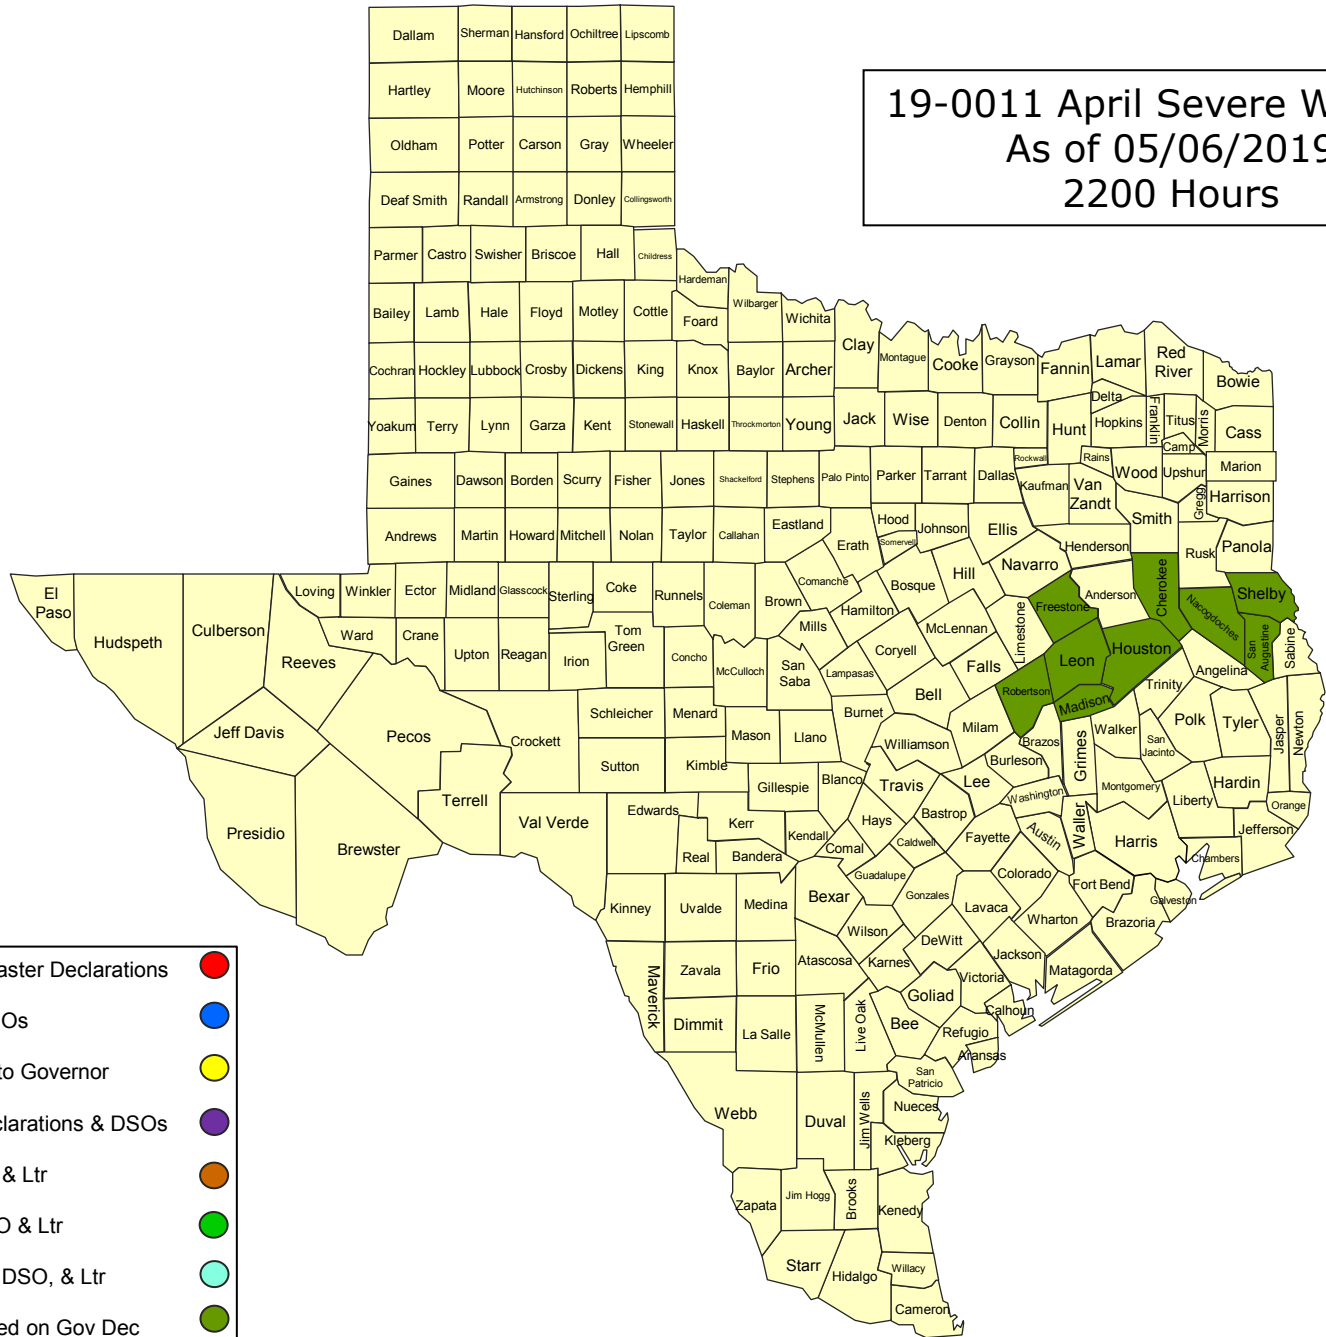 Dallam Sherman Hansford Ochiltree Lipscomb
Hartley Moore Hutchinson Roberts Hemphill
19-0011 April Severe W
As of 05/06/2019
2200 Hours
Oldham Potter Carson Gray Wheeler
Deaf Smith Randall Armstrong Donley Collingsworth
Parmer Castro Swisher Briscoe Hall Childress
Hardeman
Bailey Lamb Hale Floyd Motley Cottle Foard Wilbarger Wichita
Clay Montague Cooke Grayson Fannin Lamar Red River Bowie
Cochran Hockley Lubbock Crosby Dickens King Knox Baylor Archer
Delta
Yoakum Terry Lynn Garza Kent Stonewall Haskell Throckmorton Young Jack Wise Denton Collin Hunt Hopkins Franklin Titus Morris Cass
Camp
Rockwall Rains Wood Upshur Marion
Gaines Dawson Borden Scurry Fisher Jones Shackelford Stephens Palo Pinto Parker Tarrant Dallas Kaufman Van Zandt Gregg Harrison
Andrews Martin Howard Mitchell Nolan Taylor Callahan Eastland Erath Hood Somervell Johnson Ellis Henderson Smith Rusk Panola
El Paso Hudspeth Culberson Loving Winkler Ector Midland Glasscock Sterling Coke Runnels Coleman Brown Comanche Hamilton Bosque Hill Navarro Freestone Anderson Cherokee Nacogdoches Shelby
Reeves Ward Crane Upton Reagan Irion Tom Green Concho McCulloch San Saba Mills Lampasas Coryell McLennan Falls Limestone Leon Houston Angelina San Augustine Sabine
Jeff Davis Pecos Crockett Schleicher Menard Mason Llano Burnet Bell Milam Robertson Madison Trinity
Walker San Jacinto Polk Tyler Jasper Newton
Sutton Kimble Gillespie Blanco Williamson Travis Lee Burleson Brazos Grimes Washington Montgomery Liberty Hardin Orange
Presidio Brewster Terrell Val Verde Edwards Real Kerr Bandera Kendall Comal Hays Caldwell Bastrop Fayette Austin Waller Harris Chambers Jefferson
Kinney Uvalde Medina Bexar Guadalupe Gonzales Lavaca Colorado Wharton Fort Bend Brazoria Galveston
Maverick Zavala Frio Atascosa Wilson Karnes DeWitt Jackson Matagorda Victoria
Dimmit La Salle McMullen Live Oak Bee Goliad Refugio Calhoun Aransas
San Patricio
Webb Duval Jim Wells Nueces
Kleberg
Zapata Jim Hogg Brooks Kenedy
Starr Hidalgo Willacy
Cameron
aster Declarations
Os
to Governor
clarations & DSOs
& Ltr
O & Ltr
DSO, & Ltr
ed on Gov Dec